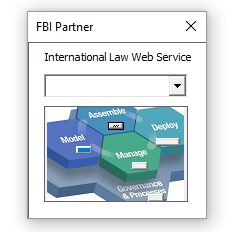 FBI Partner
International Law Web Service
Assemble
Model
Deploy
Manage
Governance
& Processes